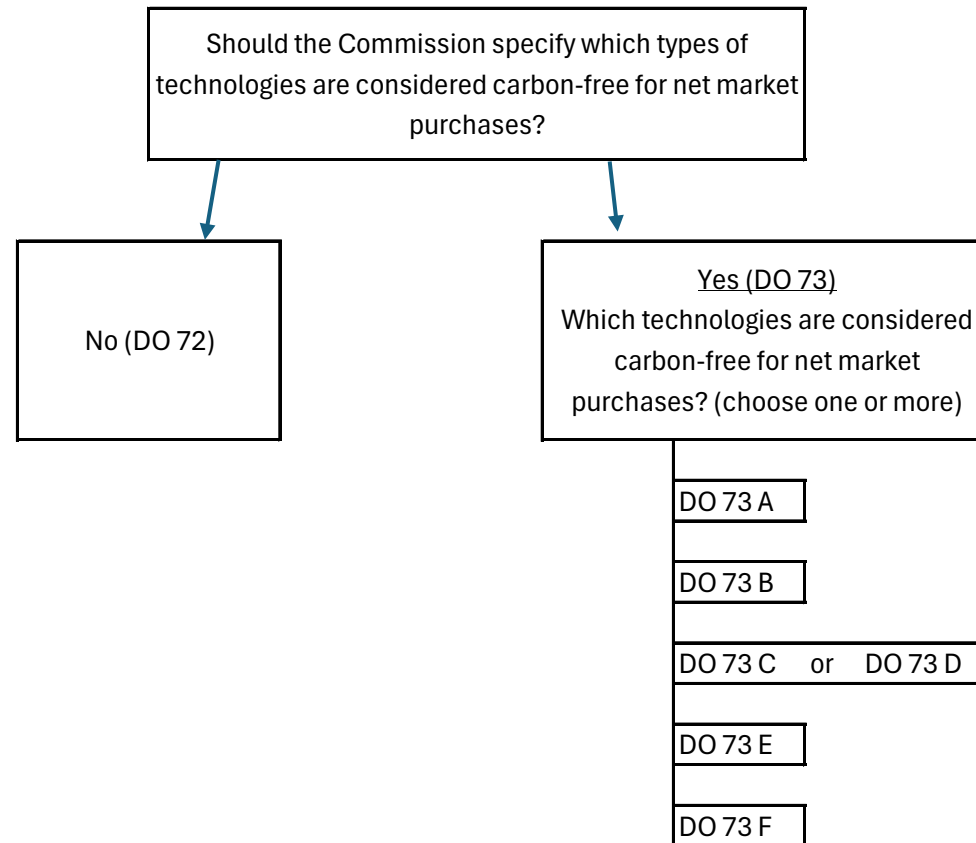 Should the Commission specify which types of
technologies are considered carbon-free for net market
purchases?
No (DO 72)
Yes (DO 73)
Which technologies are considered
carbon-free for net market
purchases? (choose one or more)
DO 73 A
DO 73 B
DO 73 C or DO 73 D
DO 73 E
DO 73 F